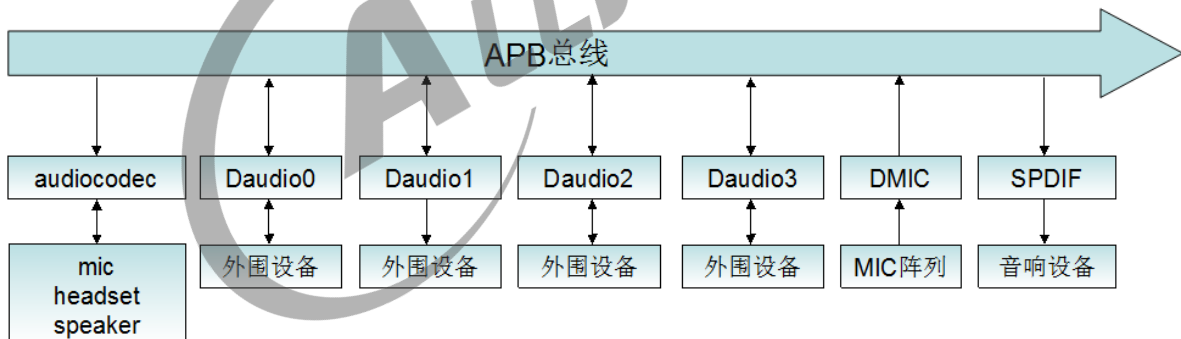 APB总线
audiocodec
Daudio0
Daudio1
Daudio2
Daudio3
DMIC
SPDIF
mic
headset
speaker
外围设备
外围设备
外围设备
外围设备
MIC阵列
音响设备